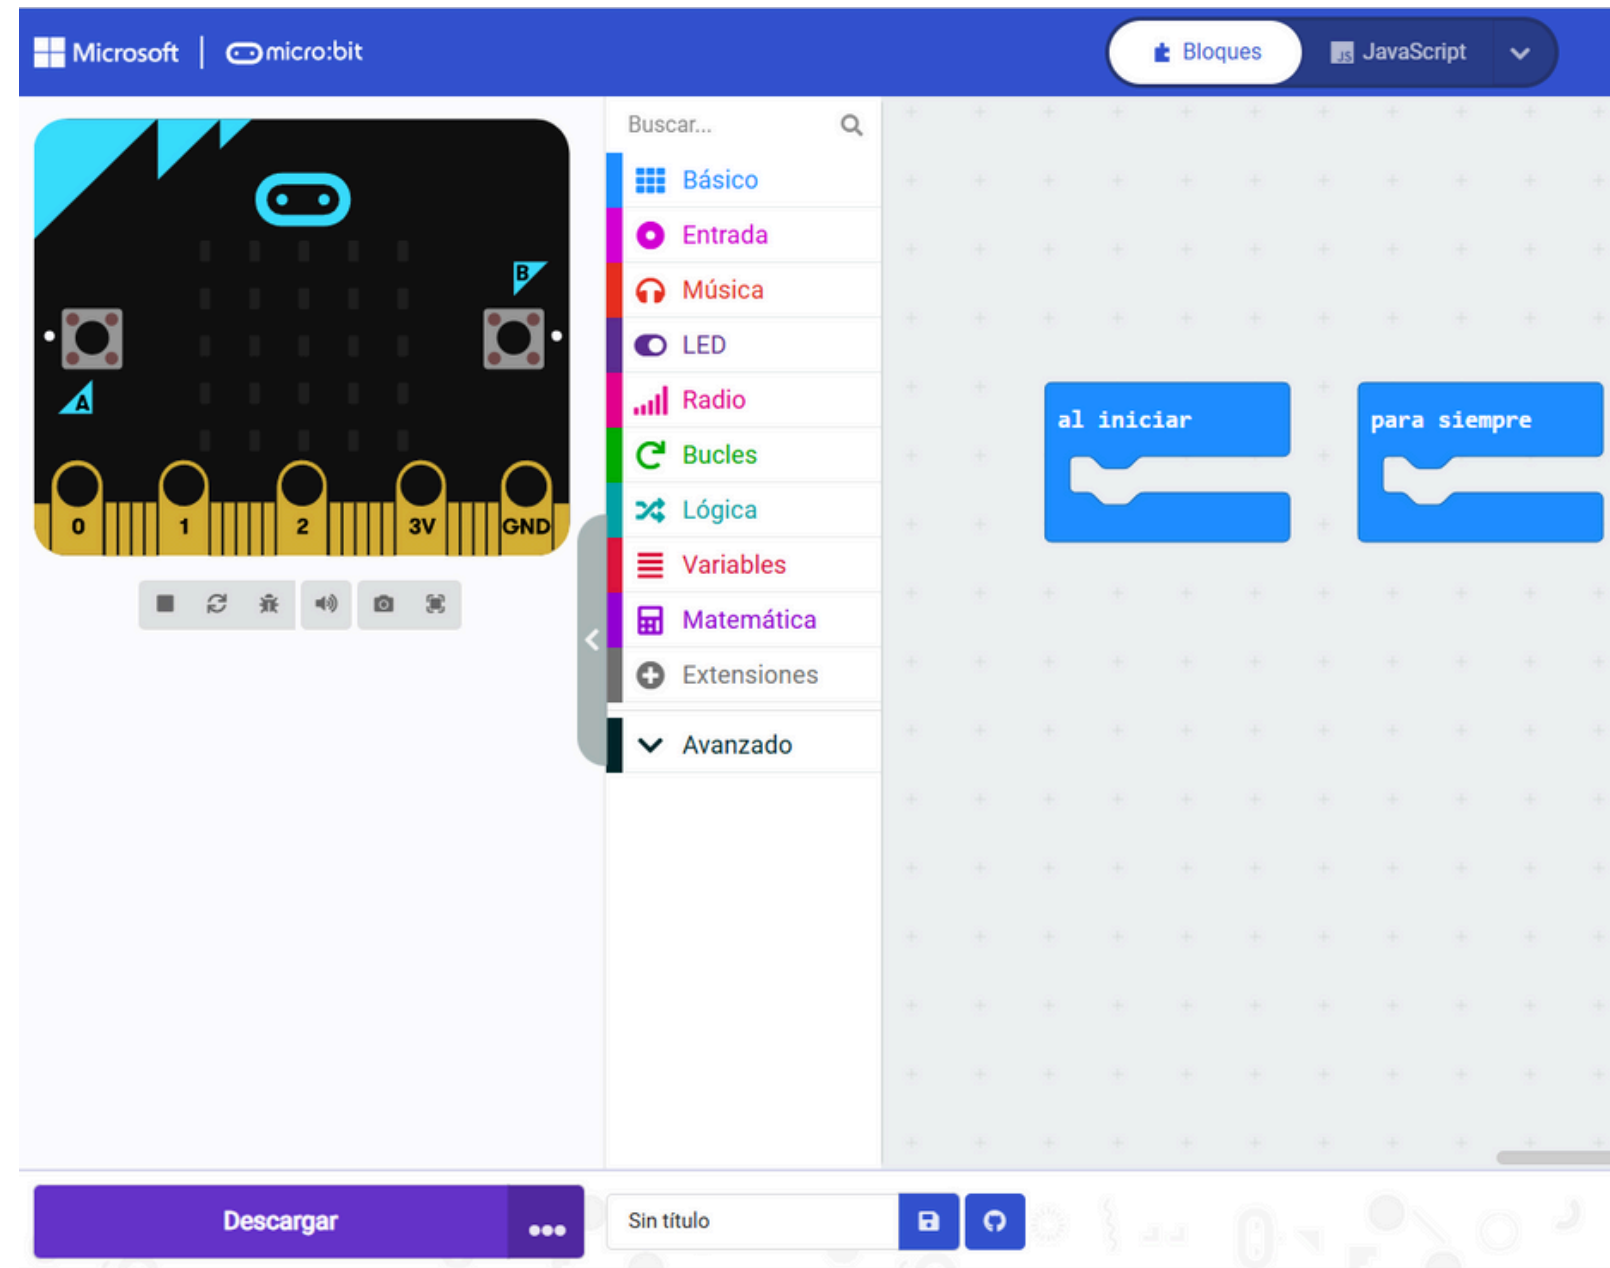 Microsoft | micro:bit
Bloques
JavaScript
Buscar...
Básico
Entrada
Música
LED
Radio
Bucles
Lógica
Variables
Matemática
Extensiones
Avanzado
B
A
0 1 2 3V GND
al iniciar
para siempre
Descargar
Sin título